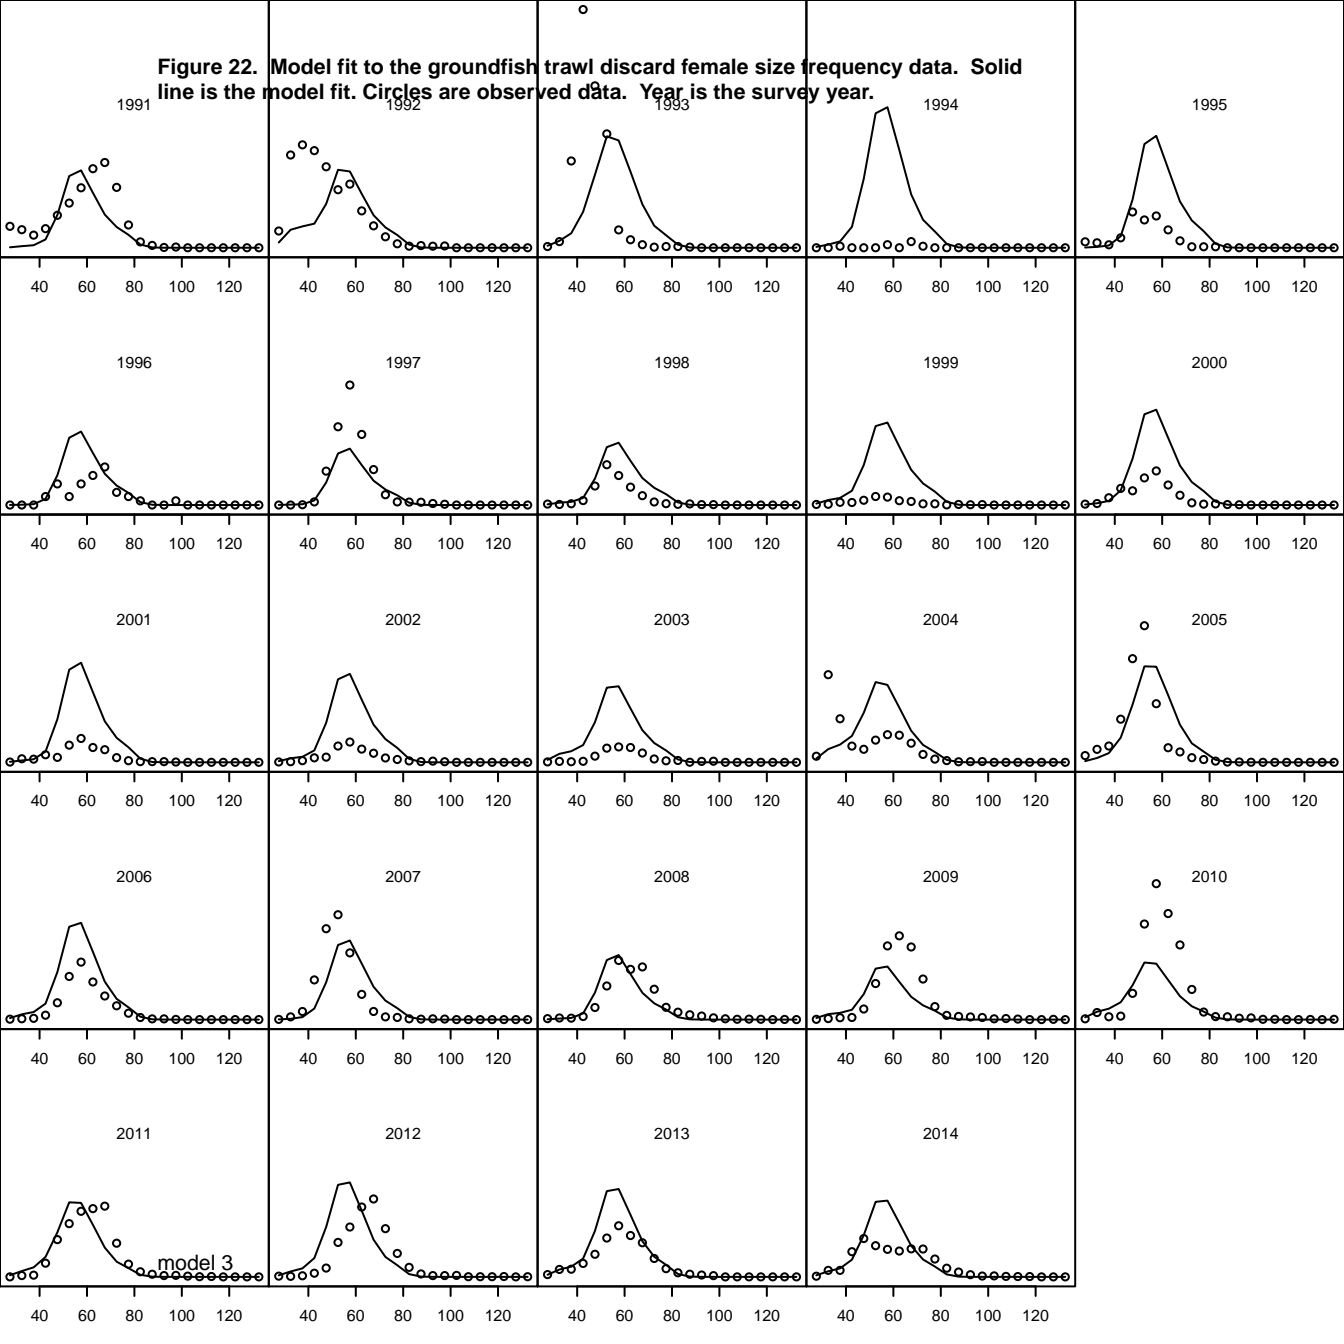 Figure 22.  Model fit to the groundfish trawl discard female size frequency data.  Solid
line is the model fit. Circles are observed data.  Year is the survey year.
1991 1992 1993 1994 1995
40 60 80 100 120 40 60 80 100 120 40 60 80 100 120 40 60 80 100 120 40 60 80 100 120
1996 1997 1998 1999 2000
40 60 80 100 120 40 60 80 100 120 40 60 80 100 120 40 60 80 100 120 40 60 80 100 120
2001 2002 2003 2004 2005
40 60 80 100 120 40 60 80 100 120 40 60 80 100 120 40 60 80 100 120 40 60 80 100 120
2006 2007 2008 2009 2010
40 60 80 100 120 40 60 80 100 120 40 60 80 100 120 40 60 80 100 120 40 60 80 100 120
2011 2012 2013 2014
model 3
40 60 80 100 120 40 60 80 100 120 40 60 80 100 120 40 60 80 100 120